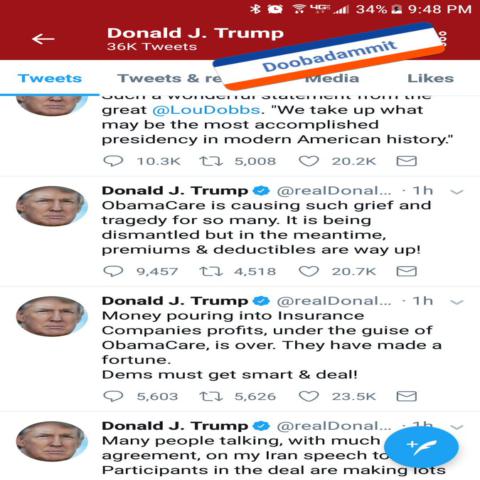 34% 9:48 PM
Donald J. Trump
36K Tweets
Doobadammit
Tweets Tweets & re Media Likes
Such a wonderful statement from the
great @LouDobbs. "We take up what
may be the most accomplished
presidency in modern American history."
10.3K 5,008 20.2K
Donald J. Trump @realDonal... · 1h
ObamaCare is causing such grief and
tragedy for so many. It is being
dismantled but in the meantime,
premiums & deductibles are way up!
9,457 4,518 20.7K
Donald J. Trump @realDonal... · 1h
Money pouring into Insurance
Companies profits, under the guise of
ObamaCare, is over. They have made a
fortune.
Dems must get smart & deal!
5,603 5,626 23.5K
Donald J. Trump @realDonal... · 1h
Many people talking, with much
agreement, on my Iran speech to
Participants in the deal are making lots